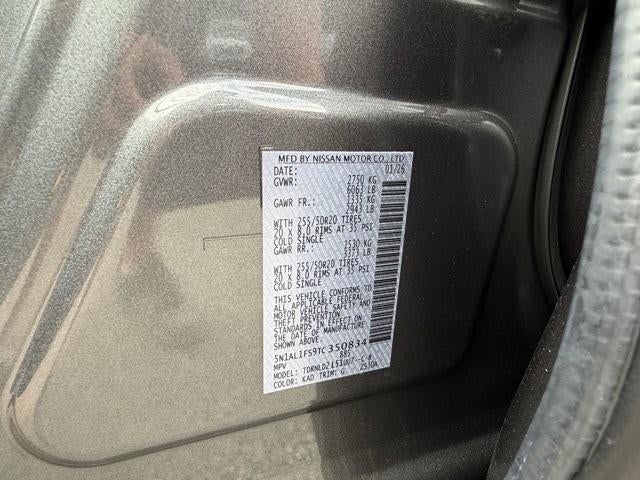 MFD BY NISSAN MOTOR CO., LTD
DATE: 01/26
GVWR: 2750 KG
6063 LB
GAWR FR.: 1335 KG
2943 LB
WITH 255/50R20 TIRES
20 x 8.0 RIMS AT 35 PSI
COLD SINGLE
GAWR RR.: 1530 KG
3373 LB
WITH 255/50R20 TIRES
20 x 8.0 RIMS AT 35 PSI
COLD SINGLE
THIS VEHICLE CONFORMS TO
ALL APPLICABLE FEDERAL
MOTOR VEHICLE SAFETY AND
THEFT PREVENTION
STANDARDS IN EFFECT ON
THE DATE OF MANUFACTURE
SHOWN ABOVE.
5N1AL1FS9TC350834
MPV 885
MODEL: TDRNLDZL51UU7-C-B
COLOR: KAD TRIM: G 2530A